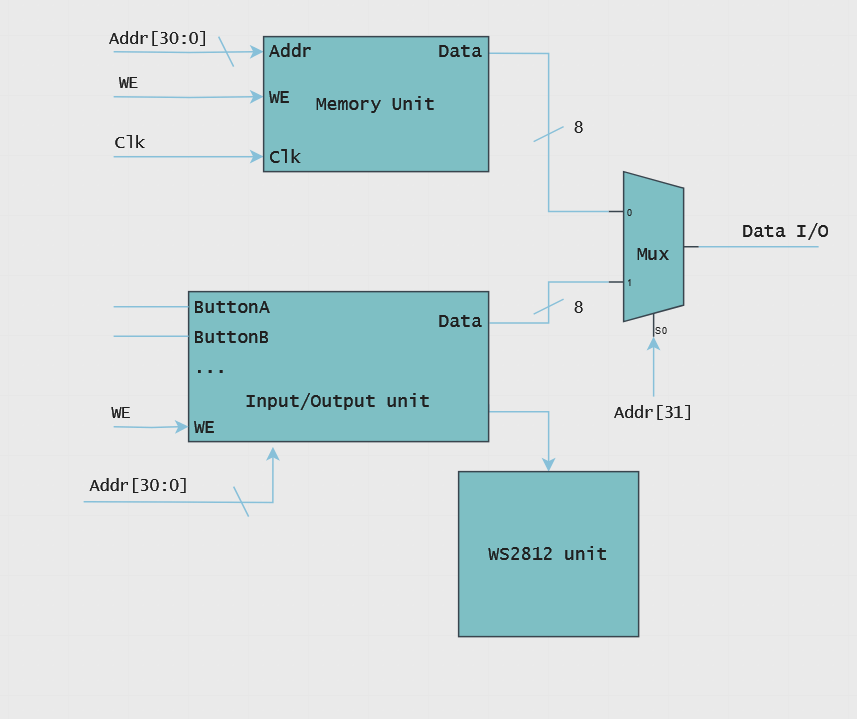 Addr[30:0]
Addr
Data
WE
WE
Memory Unit
Clk
Clk
8
0
Mux
Data I/O
1
S0
Addr[31]
ButtonA
ButtonB
...
Data
8
Input/Output unit
WE
WE
Addr[30:0]
WS2812 unit